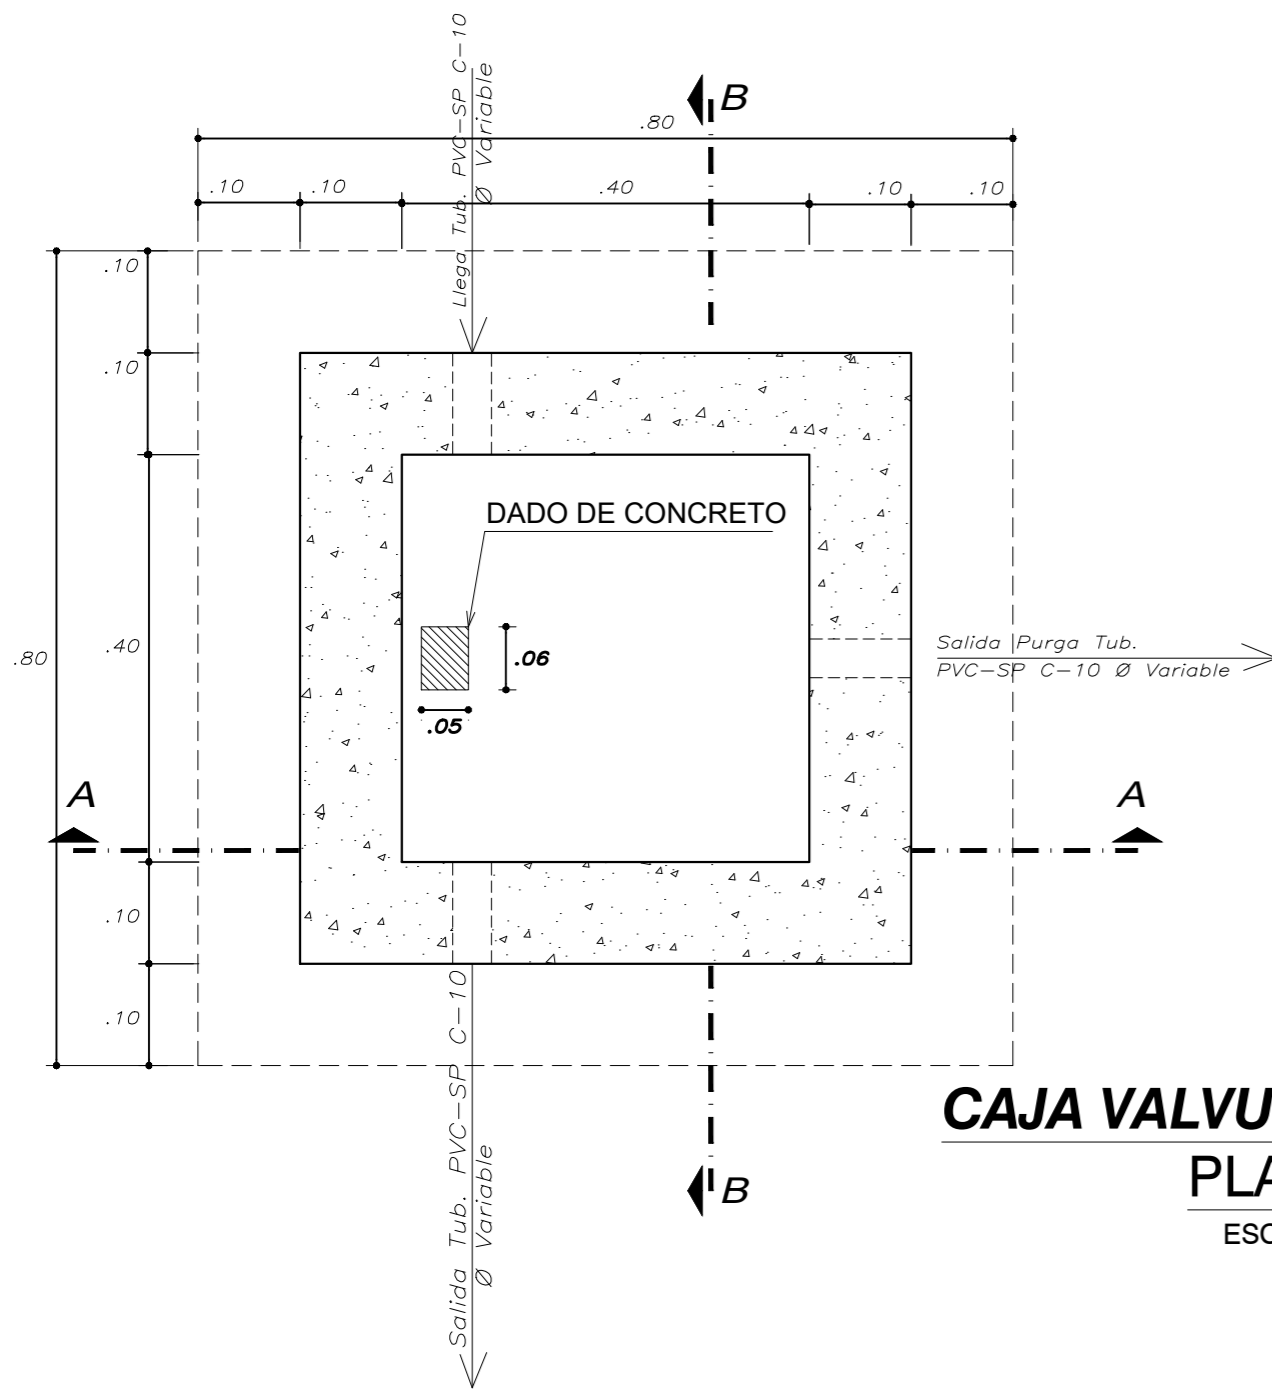 Llega Tub. PVC-SP C-10
Ø Variable
B
.80
.10
.10
.40
.10
.10
.10
.10
.40
.80
.10
.10
DADO DE CONCRETO
.06
.05
Salida Purga Tub.
PVC-SP C-10 Ø Variable
A
A
Salida Tub. PVC-SP C-10
Ø Variable
B
CAJA VALVU
PLA
ESC